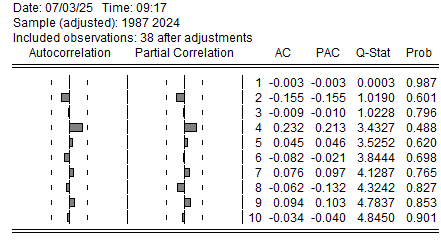 Date: 07/03/25 Time: 09:17
Sample (adjusted): 1987 2024
Included observations: 38 after adjustments
Autocorrelation Partial Correlation AC PAC Q-Stat Prob
1 -0.003 -0.003 0.0003 0.987
2 -0.155 -0.155 1.0190 0.601
3 -0.009 -0.010 1.0228 0.796
4 0.232 0.213 3.4327 0.488
5 0.045 0.046 3.5252 0.620
6 -0.082 -0.021 3.8444 0.698
7 0.076 0.097 4.1287 0.765
8 -0.062 -0.132 4.3242 0.827
9 0.094 0.103 4.7837 0.853
10 -0.034 -0.040 4.8450 0.901